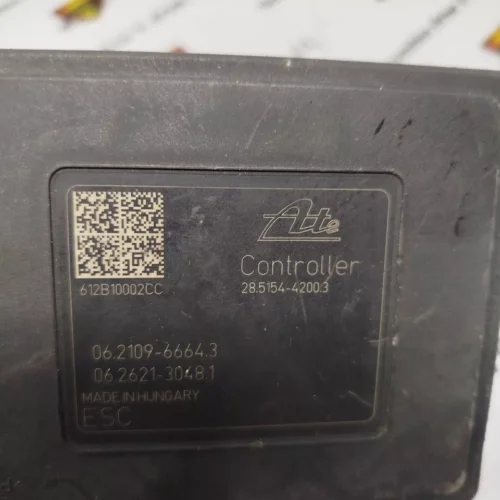 Ate
612B10002CC
Controller
28.5154-4200.3
06.2109-6664.3
06.2621-3048.1
MADE IN HUNGARY
ESC